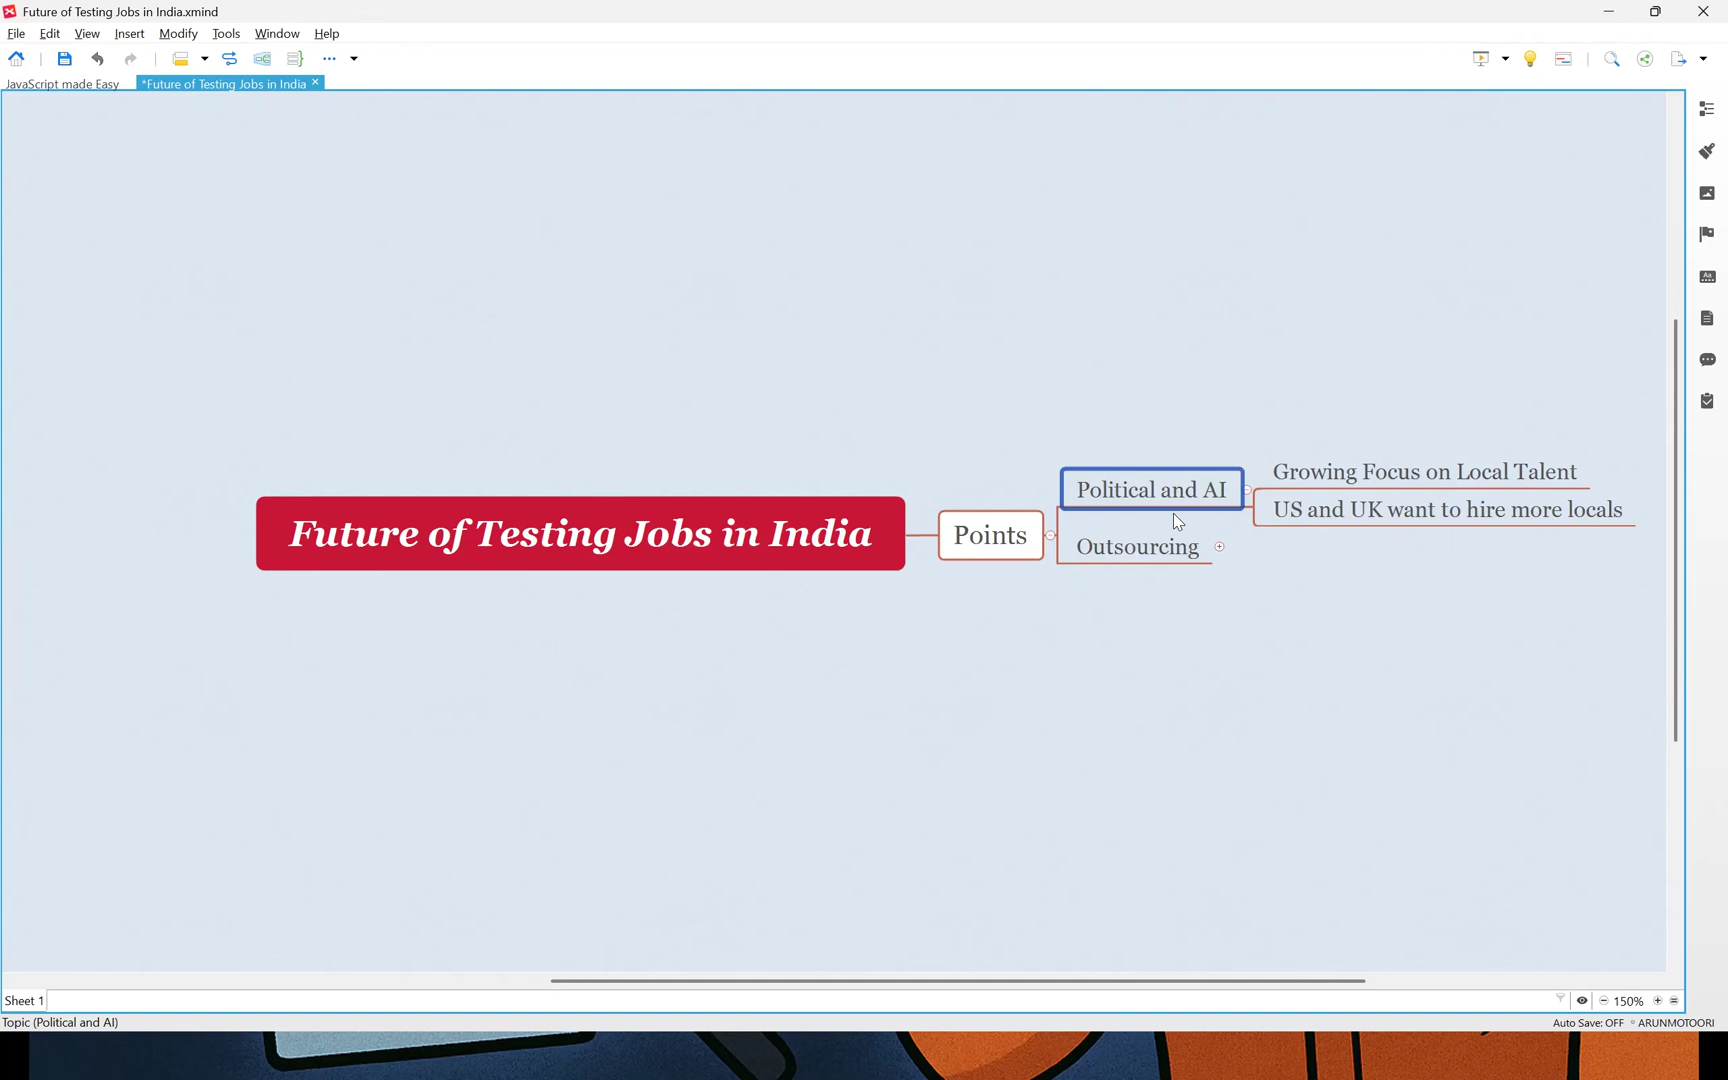 Future of Testing Jobs in India.xmind
File Edit View Insert Modify Tools Window Help
JavaScript made Easy
*Future of Testing Jobs in India
Aa
Future of Testing Jobs in India
Points
Political and AI
Growing Focus on Local Talent
US and UK want to hire more locals
Outsourcing
Sheet 1
150%
Topic (Political and AI)
Auto Save: OFF
ARUNMOTOORI